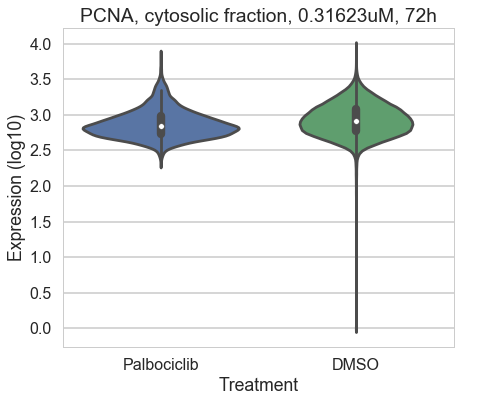 PCNA, cytosolic fraction, 0.31623uM, 72h
4.0
3.5
3.0
2.5
2.0
1.5
1.0
0.5
0.0
Expression (log10)
Palbociclib DMSO
Treatment